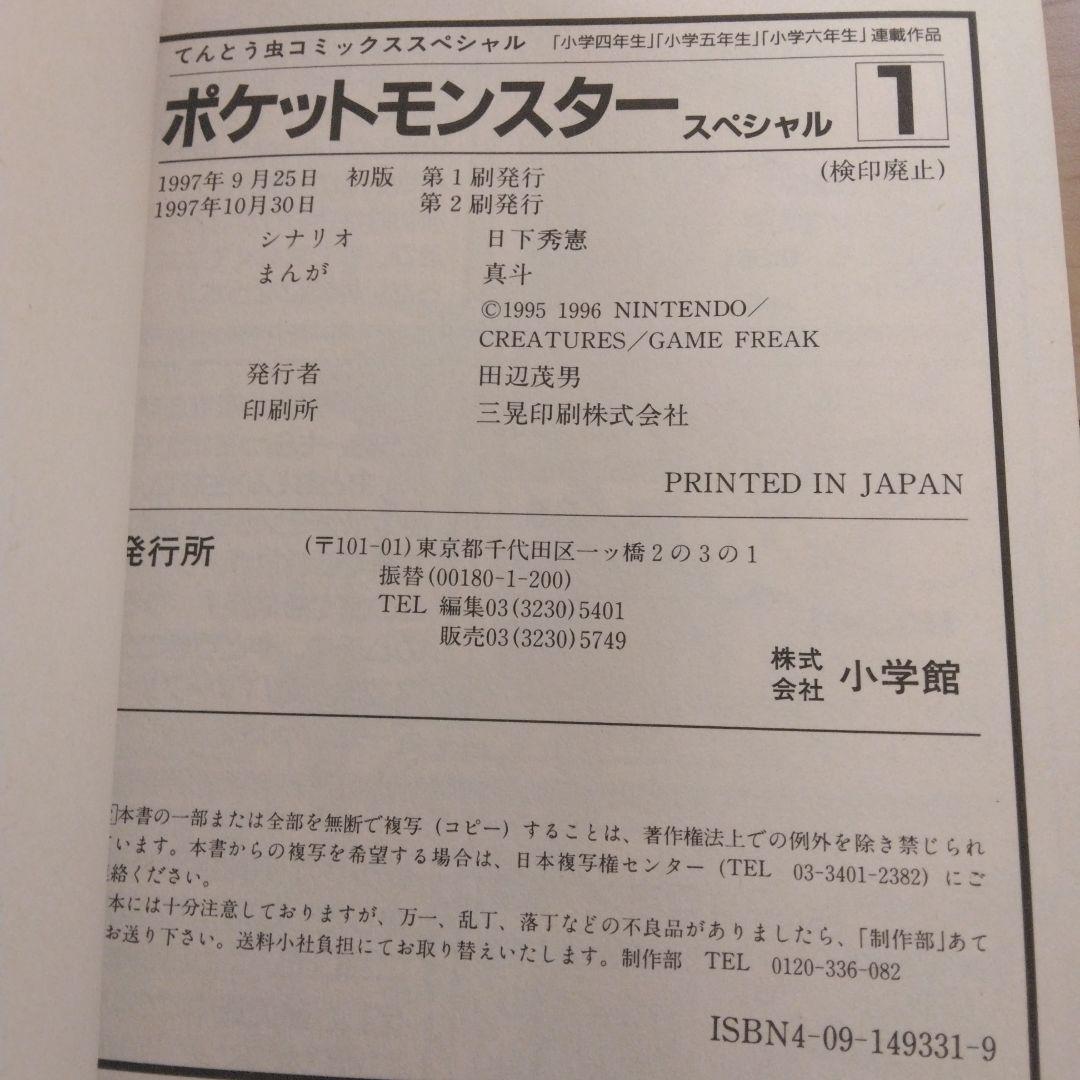 てんとう虫コミックススペシャル 「小学四年生」「小学五年生」「小学六年生」連載作品
ポケットモンスター スペシャル 1
(検印廃止)
1997年9月25日 初版 第1刷発行
1997年10月30日 第2刷発行
シナリオ 日下秀憲
まんが 真斗
©1995 1996 NINTENDO/
CREATURES/GAME FREAK
発行者 田辺茂男
印刷所 三晃印刷株式会社
PRINTED IN JAPAN
発行所 (〒101-01)東京都千代田区一ッ橋2の3の1
振替(00180-1-200)
TEL 編集03(3230)5401
販売03(3230)5749
株式会社 小学館
本書の一部または全部を無断で複写(コピー)することは、著作権法上での例外を除き禁じられ
います。本書からの複写を希望する場合は、日本複写権センター(TEL 03-3401-2382)にご
絡ください。
本には十分注意しておりますが、万一、乱丁、落丁などの不良品がありましたら、「制作部」あて
お送り下さい。送料小社負担にてお取り替えいたします。制作部 TEL 0120-336-082
ISBN4-09-149331-9